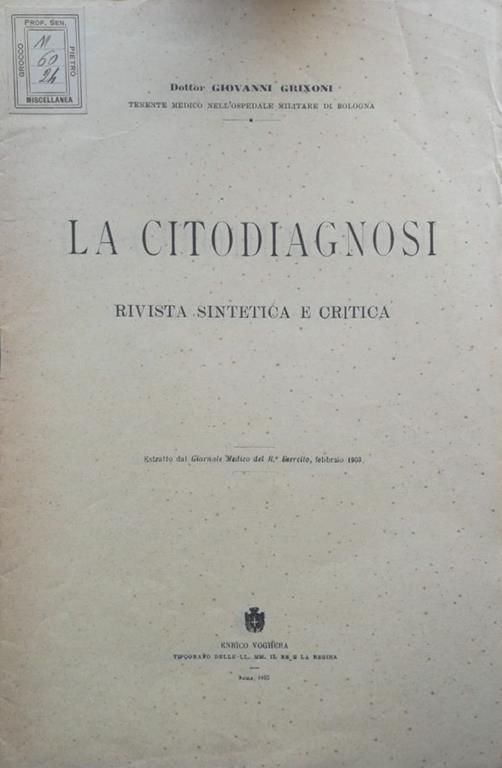 PROF. SEN.
GROCCO
PIETRO
N
60
24
MISCELLANEA
Dottor GIOVANNI GRIXONI
TENENTE MEDICO NELL'OSPEDALE MILITARE DI BOLOGNA
LA CITODIAGNOSI
RIVISTA SINTETICA E CRITICA
Estratto dal Giornale Medico del R.º Esercito, febbraio 1903.
ENRICO VOGHERA
TIPOGRAFO DELLE LL. MM. IL RE E LA REGINA
Roma, 1903